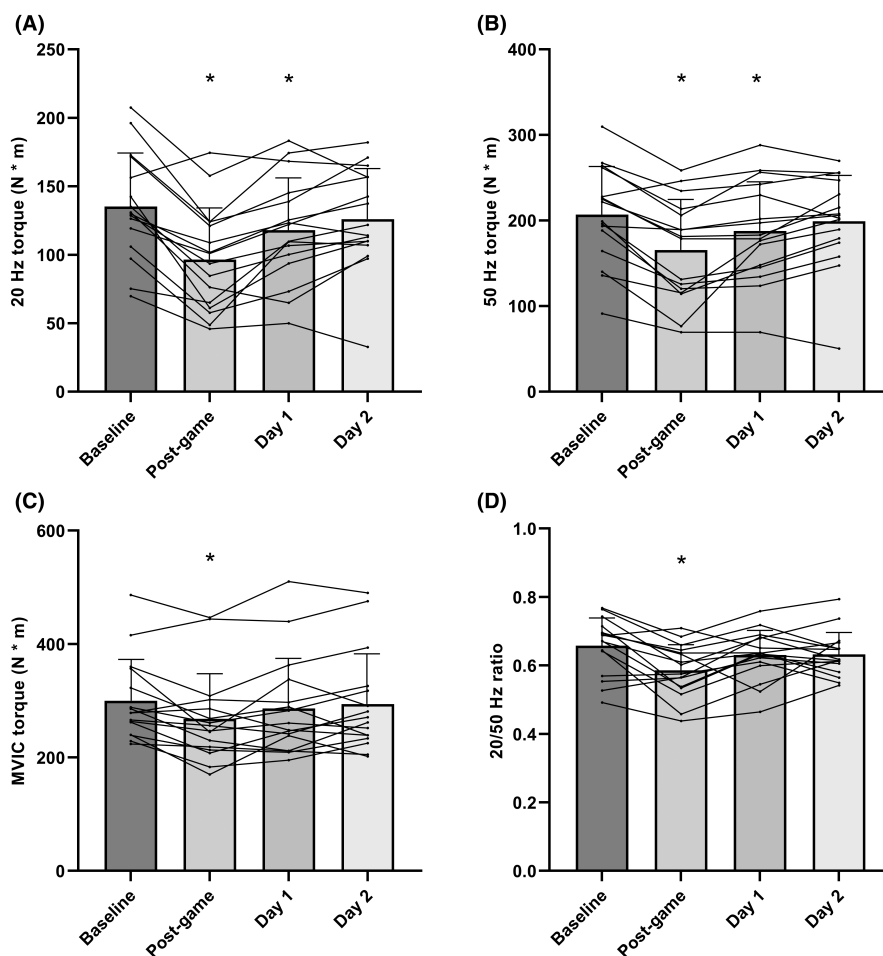 (A)
250
200
150
100
50
0
20 Hz torque (N * m)
* *
Baseline
Post-game
Day 1
Day 2
(B)
400
300
200
100
0
50 Hz torque (N * m)
* *
Baseline
Post-game
Day 1
Day 2
(C)
600
400
200
0
MVIC torque (N * m)
*
Baseline
Post-game
Day 1
Day 2
(D)
1.0
0.8
0.6
0.4
0.2
0.0
20/50 Hz ratio
*
Baseline
Post-game
Day 1
Day 2